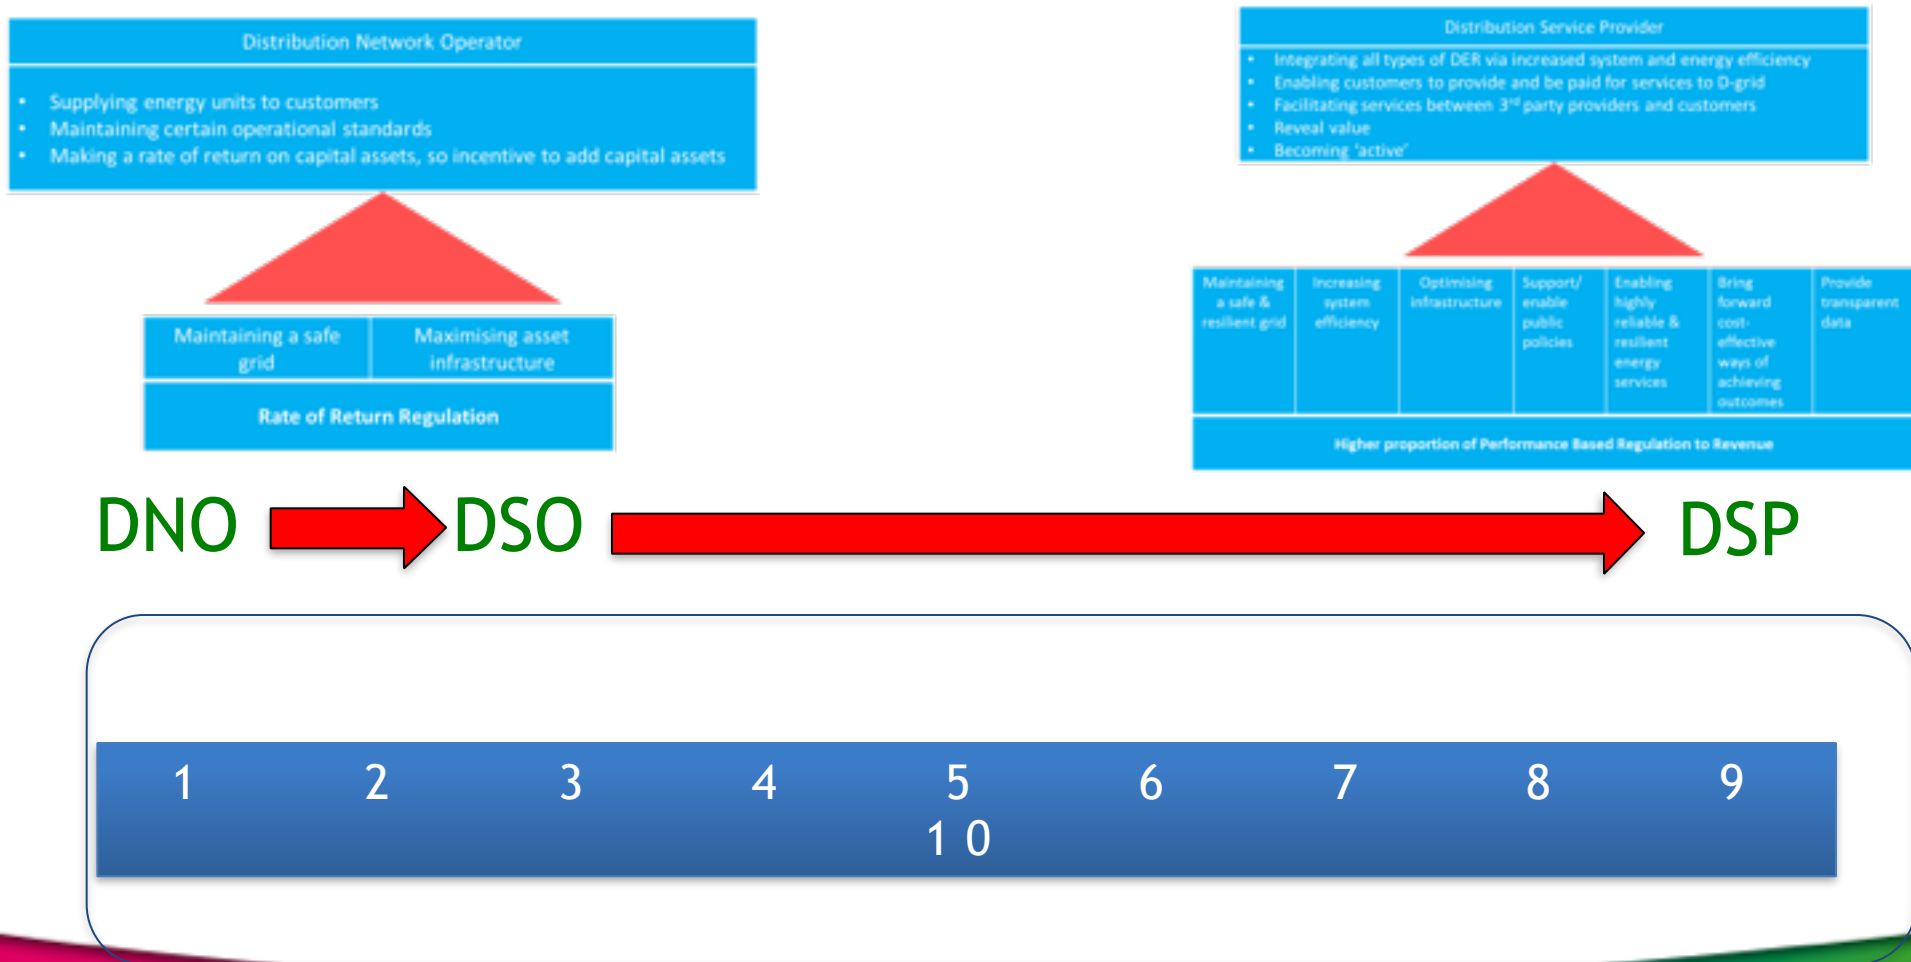 Distribution Network Operator
• Supplying energy units to customers
• Maintaining certain operational standards
• Making a rate of return on capital assets, so incentive to add capital assets
Maintaining a safe
grid
Maximising asset
infrastructure
Rate of Return Regulation
Distribution Service Provider
• Integrating all types of DER via increased system and energy efficiency
• Enabling customers to provide and be paid for services to D-grid
• Facilitating services between 3rd party providers and customers
• Reveal value
• Becoming 'active'
Maintaining
a safe &
resilient grid
Increasing
system
efficiency
Optimising
infrastructure
Support/
enable
public
policies
Enabling
highly
reliable &
resilient
energy
services
Bring
forward
cost-
effective
ways of
achieving
outcomes
Provide
transparent
data
Higher proportion of Performance Based Regulation to Revenue
DNO DSO DSP
1 2 3 4 5 6 7 8 9
1 0